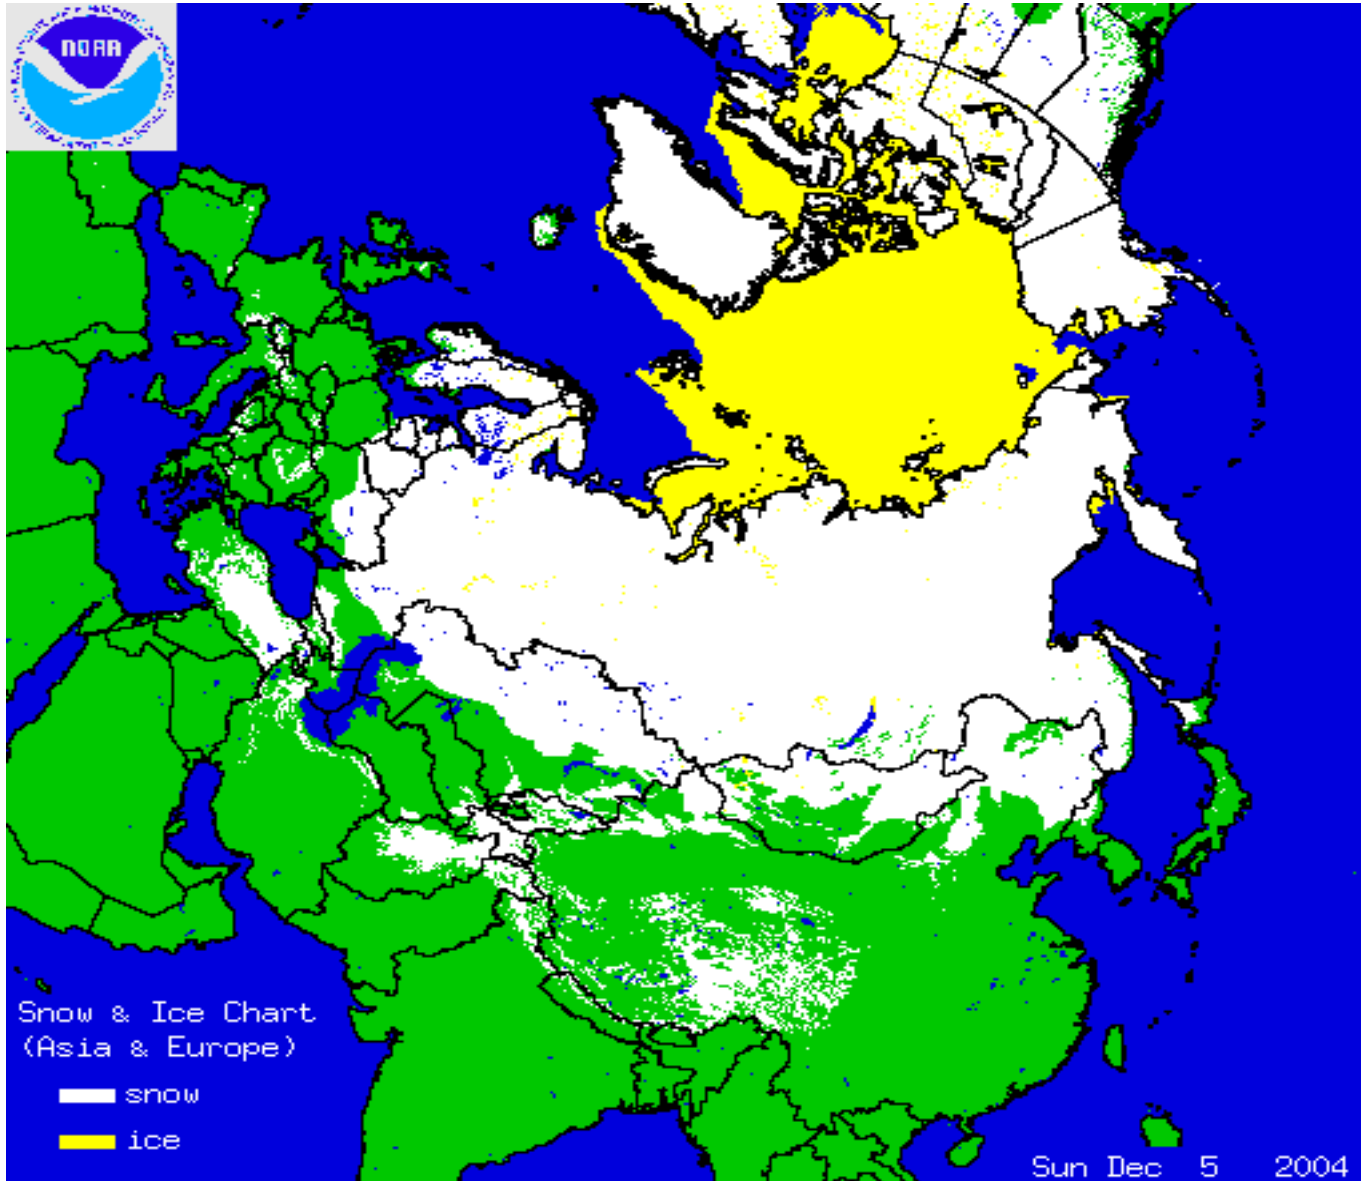 NOAA
Snow & Ice Chart
(Asia & Europe)
snow
ice
Sun Dec 5 2004